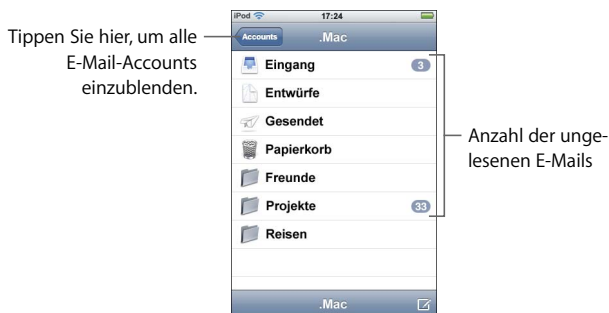 iPod 17:24
Tippen Sie hier, um alle
E-Mail-Accounts
einzublenden.
Accounts .Mac
Eingang 3
Entwürfe
Gesendet
Papierkorb
Freunde
Projekte 33
Reisen
Anzahl der unge-
lesenen E-Mails
.Mac